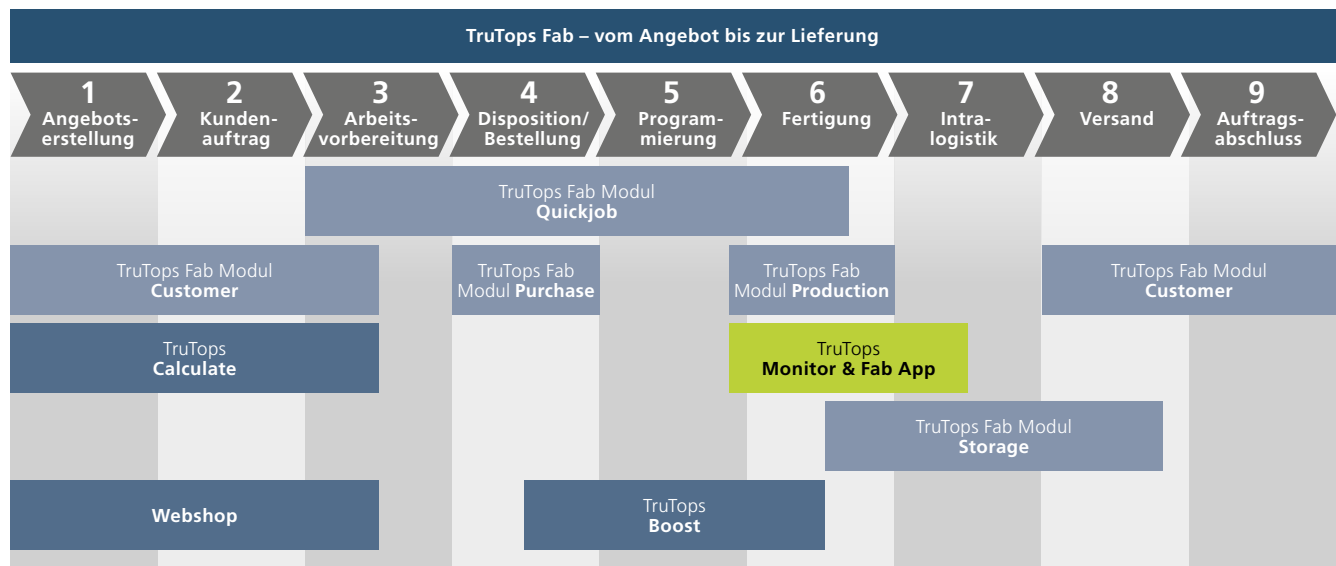 TruTops Fab – vom Angebot bis zur Lieferung
1
Angebots-
erstellung
2
Kunden-
auftrag
3
Arbeits-
vorbereitung
4
Disposition/
Bestellung
5
Program-
mierung
6
Fertigung
7
Intra-
logistik
8
Versand
9
Auftrags-
abschluss
TruTops Fab Modul
Quickjob
TruTops Fab Modul
Customer
TruTops Fab
Modul Purchase
TruTops Fab
Modul Production
TruTops Fab Modul
Customer
TruTops
Calculate
TruTops
Monitor & Fab App
TruTops Fab Modul
Storage
Webshop
TruTops
Boost